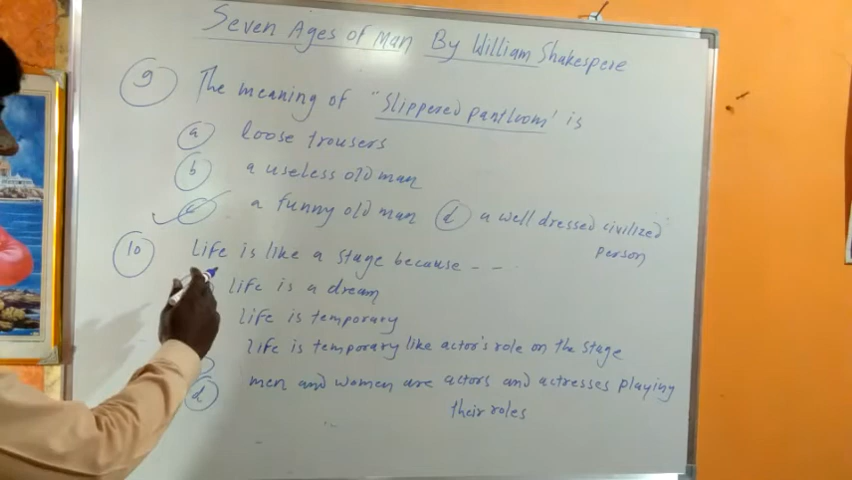 Seven Ages of Man By William Shakespere
9 The meaning of "Slippered pantloom" is
a loose trousers
b a useless old man
c a funny old man d a well dressed civilized person
10 Life is like a stage because - -
life is a dream
life is temporary
life is temporary like actor's role on the stage
d men and women are actors and actresses playing
their roles